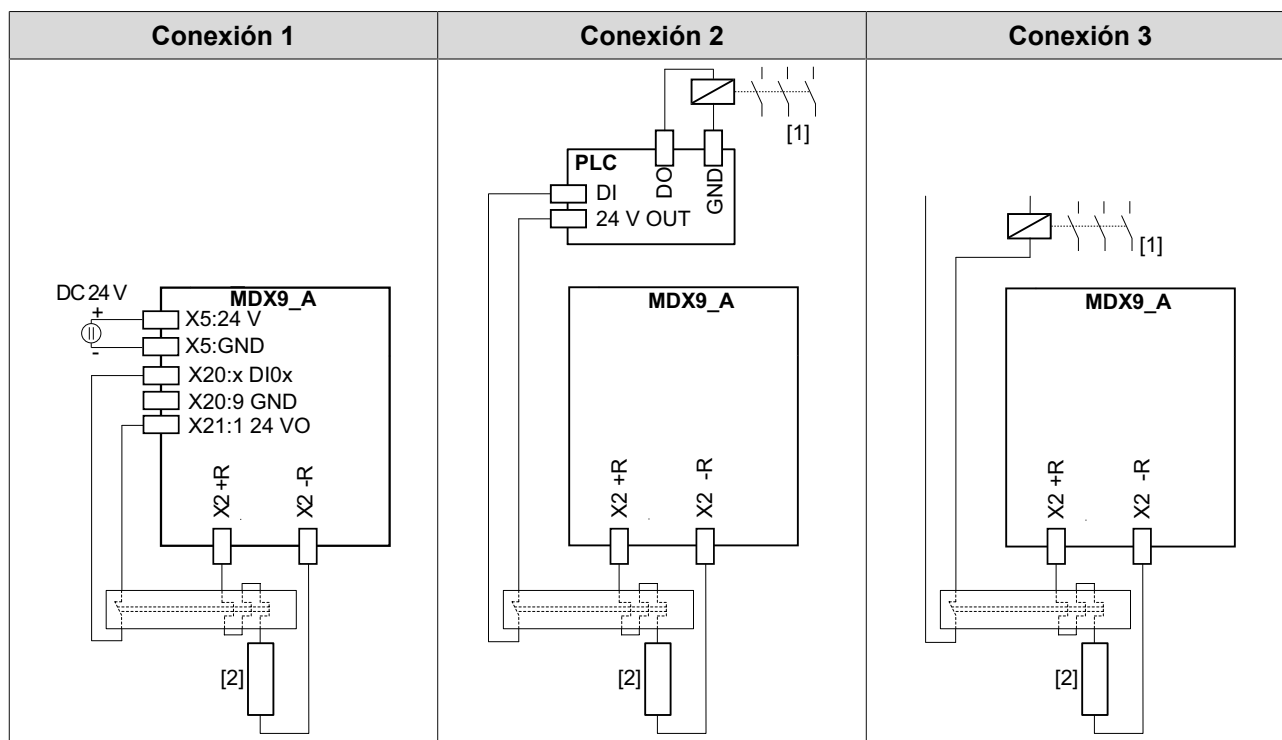 Conexión 1
Conexión 2
Conexión 3
DC 24 V
+
-
MDX9_A
X5:24 V
X5:GND
X20:x DI0x
X20:9 GND
X21:1 24 VO
X2 +R
X2 -R
[2]
[1]
PLC
DO
GND
DI
24 V OUT
MDX9_A
X2 +R
X2 -R
[2]
[1]
MDX9_A
X2 +R
X2 -R
[2]